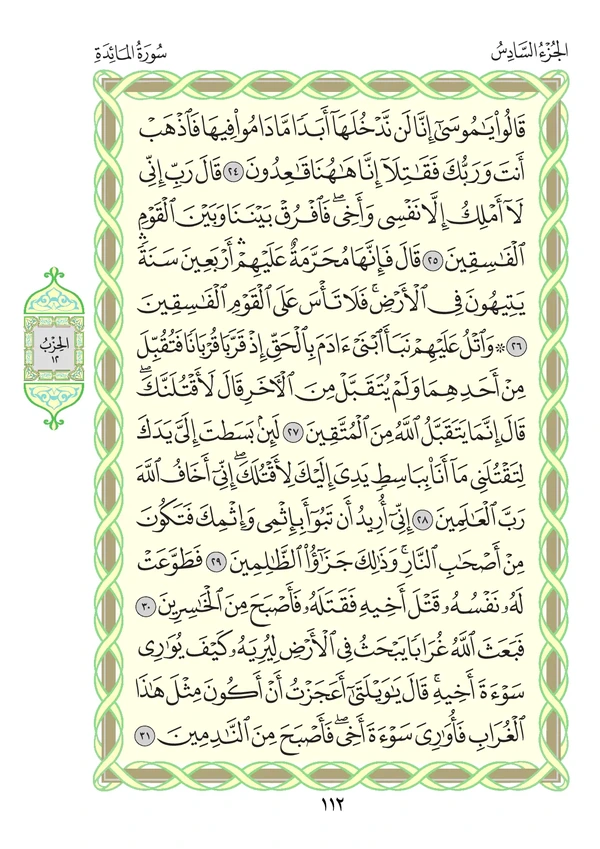 الجُزْءُ السَّادِسُ
سُورَةُ المَائِدَةِ
قَالُوا۟ يَـٰمُوسَىٰٓ إِنَّا لَن نَّدْخُلَهَآ أَبَدًا مَّا دَامُوا۟ فِيهَا فَٱذْهَبْ
أَنتَ وَرَبُّكَ فَقَـٰتِلَآ إِنَّا هَـٰهُنَا قَـٰعِدُونَ ٢٤ قَالَ رَبِّ إِنِّى
لَآ أَمْلِكُ إِلَّا نَفْسِى وَأَخِى ۖ فَٱفْرُقْ بَيْنَنَا وَبَيْنَ ٱلْقَوْمِ
ٱلْفَـٰسِقِينَ ٢٥ قَالَ فَإِنَّهَا مُحَرَّمَةٌ عَلَيْهِمْ ۛ أَرْبَعِينَ سَنَةً ۛ
يَتِيهُونَ فِى ٱلْأَرْضِ ۚ فَلَا تَأْسَ عَلَى ٱلْقَوْمِ ٱلْفَـٰسِقِينَ
٢٦ ۞ وَٱتْلُ عَلَيْهِمْ نَبَأَ ٱبْنَىْ ءَادَمَ بِٱلْحَقِّ إِذْ قَرَّبَا قُرْبَانًا فَتُقُبِّلَ
مِنْ أَحَدِهِمَا وَلَمْ يُتَقَبَّلْ مِنَ ٱلْـَٔاخَرِ قَالَ لَأَقْتُلَنَّكَ ۖ
قَالَ إِنَّمَا يَتَقَبَّلُ ٱللَّهُ مِنَ ٱلْمُتَّقِينَ ٢٧ لَئِنۢ بَسَطتَ إِلَىَّ يَدَكَ
لِتَقْتُلَنِى مَآ أَنَا۠ بِبَاسِطٍ يَدِىَ إِلَيْكَ لِأَقْتُلَكَ ۖ إِنِّىٓ أَخَافُ ٱللَّهَ
رَبَّ ٱلْعَـٰلَمِينَ ٢٨ إِنِّىٓ أُرِيدُ أَن تَبُوٓأَ بِإِثْمِى وَإِثْمِكَ فَتَكُونَ
مِنْ أَصْحَـٰبِ ٱلنَّارِ ۚ وَذَٰلِكَ جَزَٰٓؤُا۟ ٱلظَّـٰلِمِينَ ٢٩ فَطَوَّعَتْ
لَهُۥ نَفْسُهُۥ قَتْلَ أَخِيهِ فَقَتَلَهُۥ فَأَصْبَحَ مِنَ ٱلْخَـٰسِرِينَ ٣٠
فَبَعَثَ ٱللَّهُ غُرَابًا يَبْحَثُ فِى ٱلْأَرْضِ لِيُرِيَهُۥ كَيْفَ يُوَٰرِى
سَوْءَةَ أَخِيهِ ۚ قَالَ يَـٰوَيْلَتَىٰٓ أَعَجَزْتُ أَنْ أَكُونَ مِثْلَ هَـٰذَا
ٱلْغُرَابِ فَأُوَٰرِىَ سَوْءَةَ أَخِى ۖ فَأَصْبَحَ مِنَ ٱلنَّـٰدِمِينَ ٣١
الحِزْبُ
١٢
١١٢